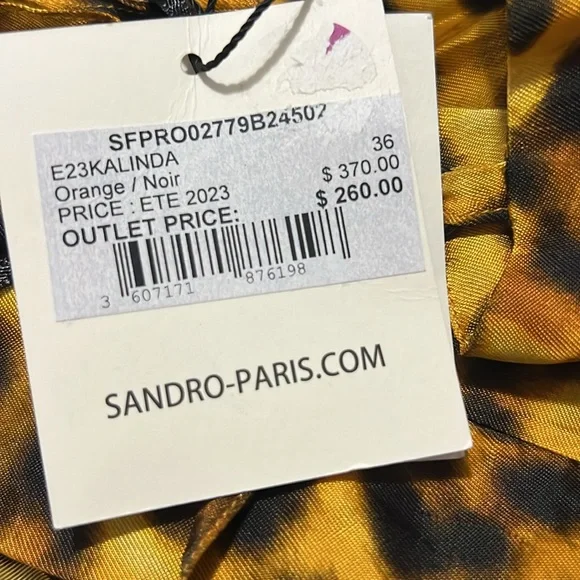 SFPRO02779B24502
E23KALINDA 36
Orange / Noir $ 370.00
PRICE : ETE 2023 $ 260.00
OUTLET PRICE:
3 607171 876198
SANDRO-PARIS.COM